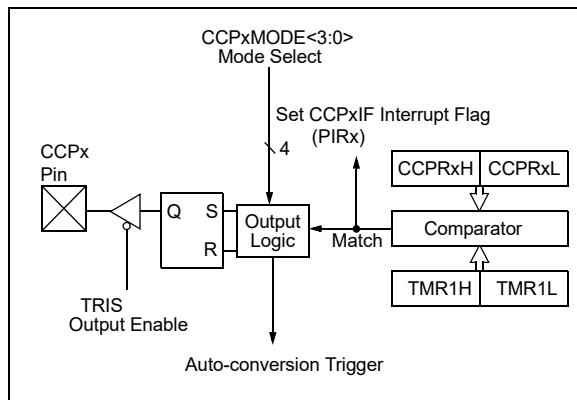 CCPxMODE<3:0>
Mode Select
Set CCPxIF Interrupt Flag
(PIRx)
4
CCPx
Pin
CCPRxH CCPRxL
Q S
Output
Logic
Comparator
R
Match
TMR1H TMR1L
TRIS
Output Enable
Auto-conversion Trigger